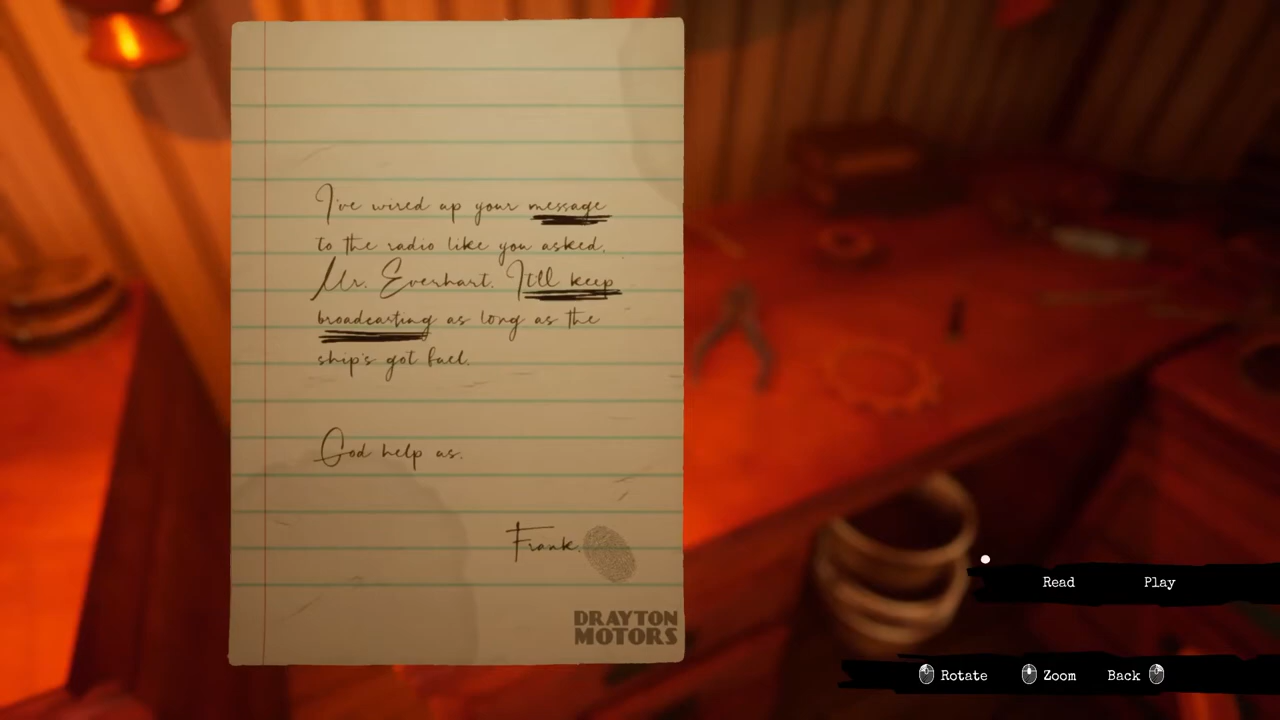 I've wired up your message
to the radio like you asked,
Mr. Everhart. It'll keep
broadcasting as long as the
ship's got fuel.
God help us.
Frank.
DRAYTON
MOTORS
Read Play
Rotate Zoom Back